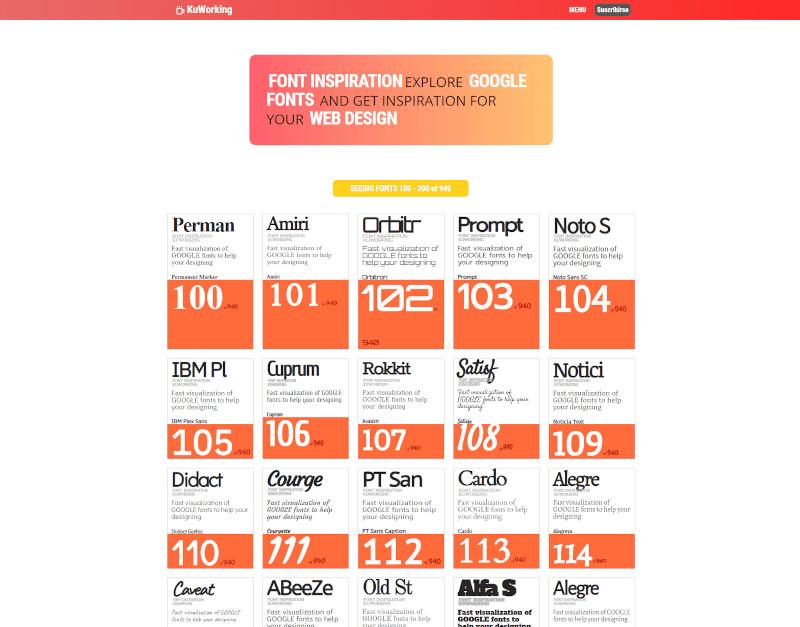 KuWorking MENU Suscribirse
FONT INSPIRATION EXPLORE GOOGLE
FONTS AND GET INSPIRATION FOR
YOUR WEB DESIGN
SEEING FONTS 100 - 200 of 940
Perman
FONT INSPIRATION
KUWORKING
Fast visualization of
GOOGLE fonts to help
your designing
Permanent Marker
100 of 940
Amiri
FONT INSPIRATION
KUWORKING
Fast visualization of
GOOGLE fonts to help
your designing
Amiri
101 of 940
Orbitr
FONT INSPIRATION
KUWORKING
Fast visualization of
GOOGLE fonts to
help your designing
Orbitron
102 of
940
Prompt
FONT INSPIRATION
KUWORKING
Fast visualization of
GOOGLE fonts to help
your designing
Prompt
103 of 940
Noto S
FONT INSPIRATION
KUWORKING
Fast visualization of
GOOGLE fonts to help
your designing
Noto Sans SC
104 of 940
IBM Pl
FONT INSPIRATION
KUWORKING
Fast visualization of
GOOGLE fonts to help
your designing
IBM Plex Sans
105 of 940
Cuprum
FONT INSPIRATION
KUWORKING
Fast visualization of GOOGLE
fonts to help your designing
Cuprum
106 of 940
Rokkit
FONT INSPIRATION
KUWORKING
Fast visualization of
GOOGLE fonts to help
your designing
Rokkitt
107 of 940
Satisf
FONT INSPIRATION
KUWORKING
Fast visualization of
GOOGLE fonts to help your
designing
Satisfy
108 of 940
Notici
FONT INSPIRATION
KUWORKING
Fast visualization of
GOOGLE fonts to help
your designing
Noticia Text
109 of 940
Didact
FONT INSPIRATION
KUWORKING
Fast visualization of
GOOGLE fonts to help your
designing
Didact Gothic
110 of 940
Courge
FONT INSPIRATION
KUWORKING
Fast visualization of
GOOGLE fonts to help
your designing
Courgette
111 of 940
PT San
FONT INSPIRATION
KUWORKING
Fast visualization of
GOOGLE fonts to help
your designing
PT Sans Caption
112 of 940
Cardo
FONT INSPIRATION
KUWORKING
Fast visualization of
GOOGLE fonts to help
your designing
Cardo
113 of 940
Alegre
FONT INSPIRATION
KUWORKING
Fast visualization of
GOOGLE fonts to help your
designing
Alegreya
114 of 940
Caveat
FONT INSPIRATION
KUWORKING
Fast visualization of GOOGLE
fonts to help your designing
ABeeZe
FONT INSPIRATION
KUWORKING
Fast visualization of
GOOGLE fonts to help
Old St
FONT INSPIRATION
KUWORKING
Fast visualization of
GOOGLE fonts to help
Alfa S
FONT INSPIRATION
KUWORKING
Fast visualization of
GOOGLE fonts to
help your designing
Alegre
FONT INSPIRATION
KUWORKING
Fast visualization of
GOOGLE fonts to help your